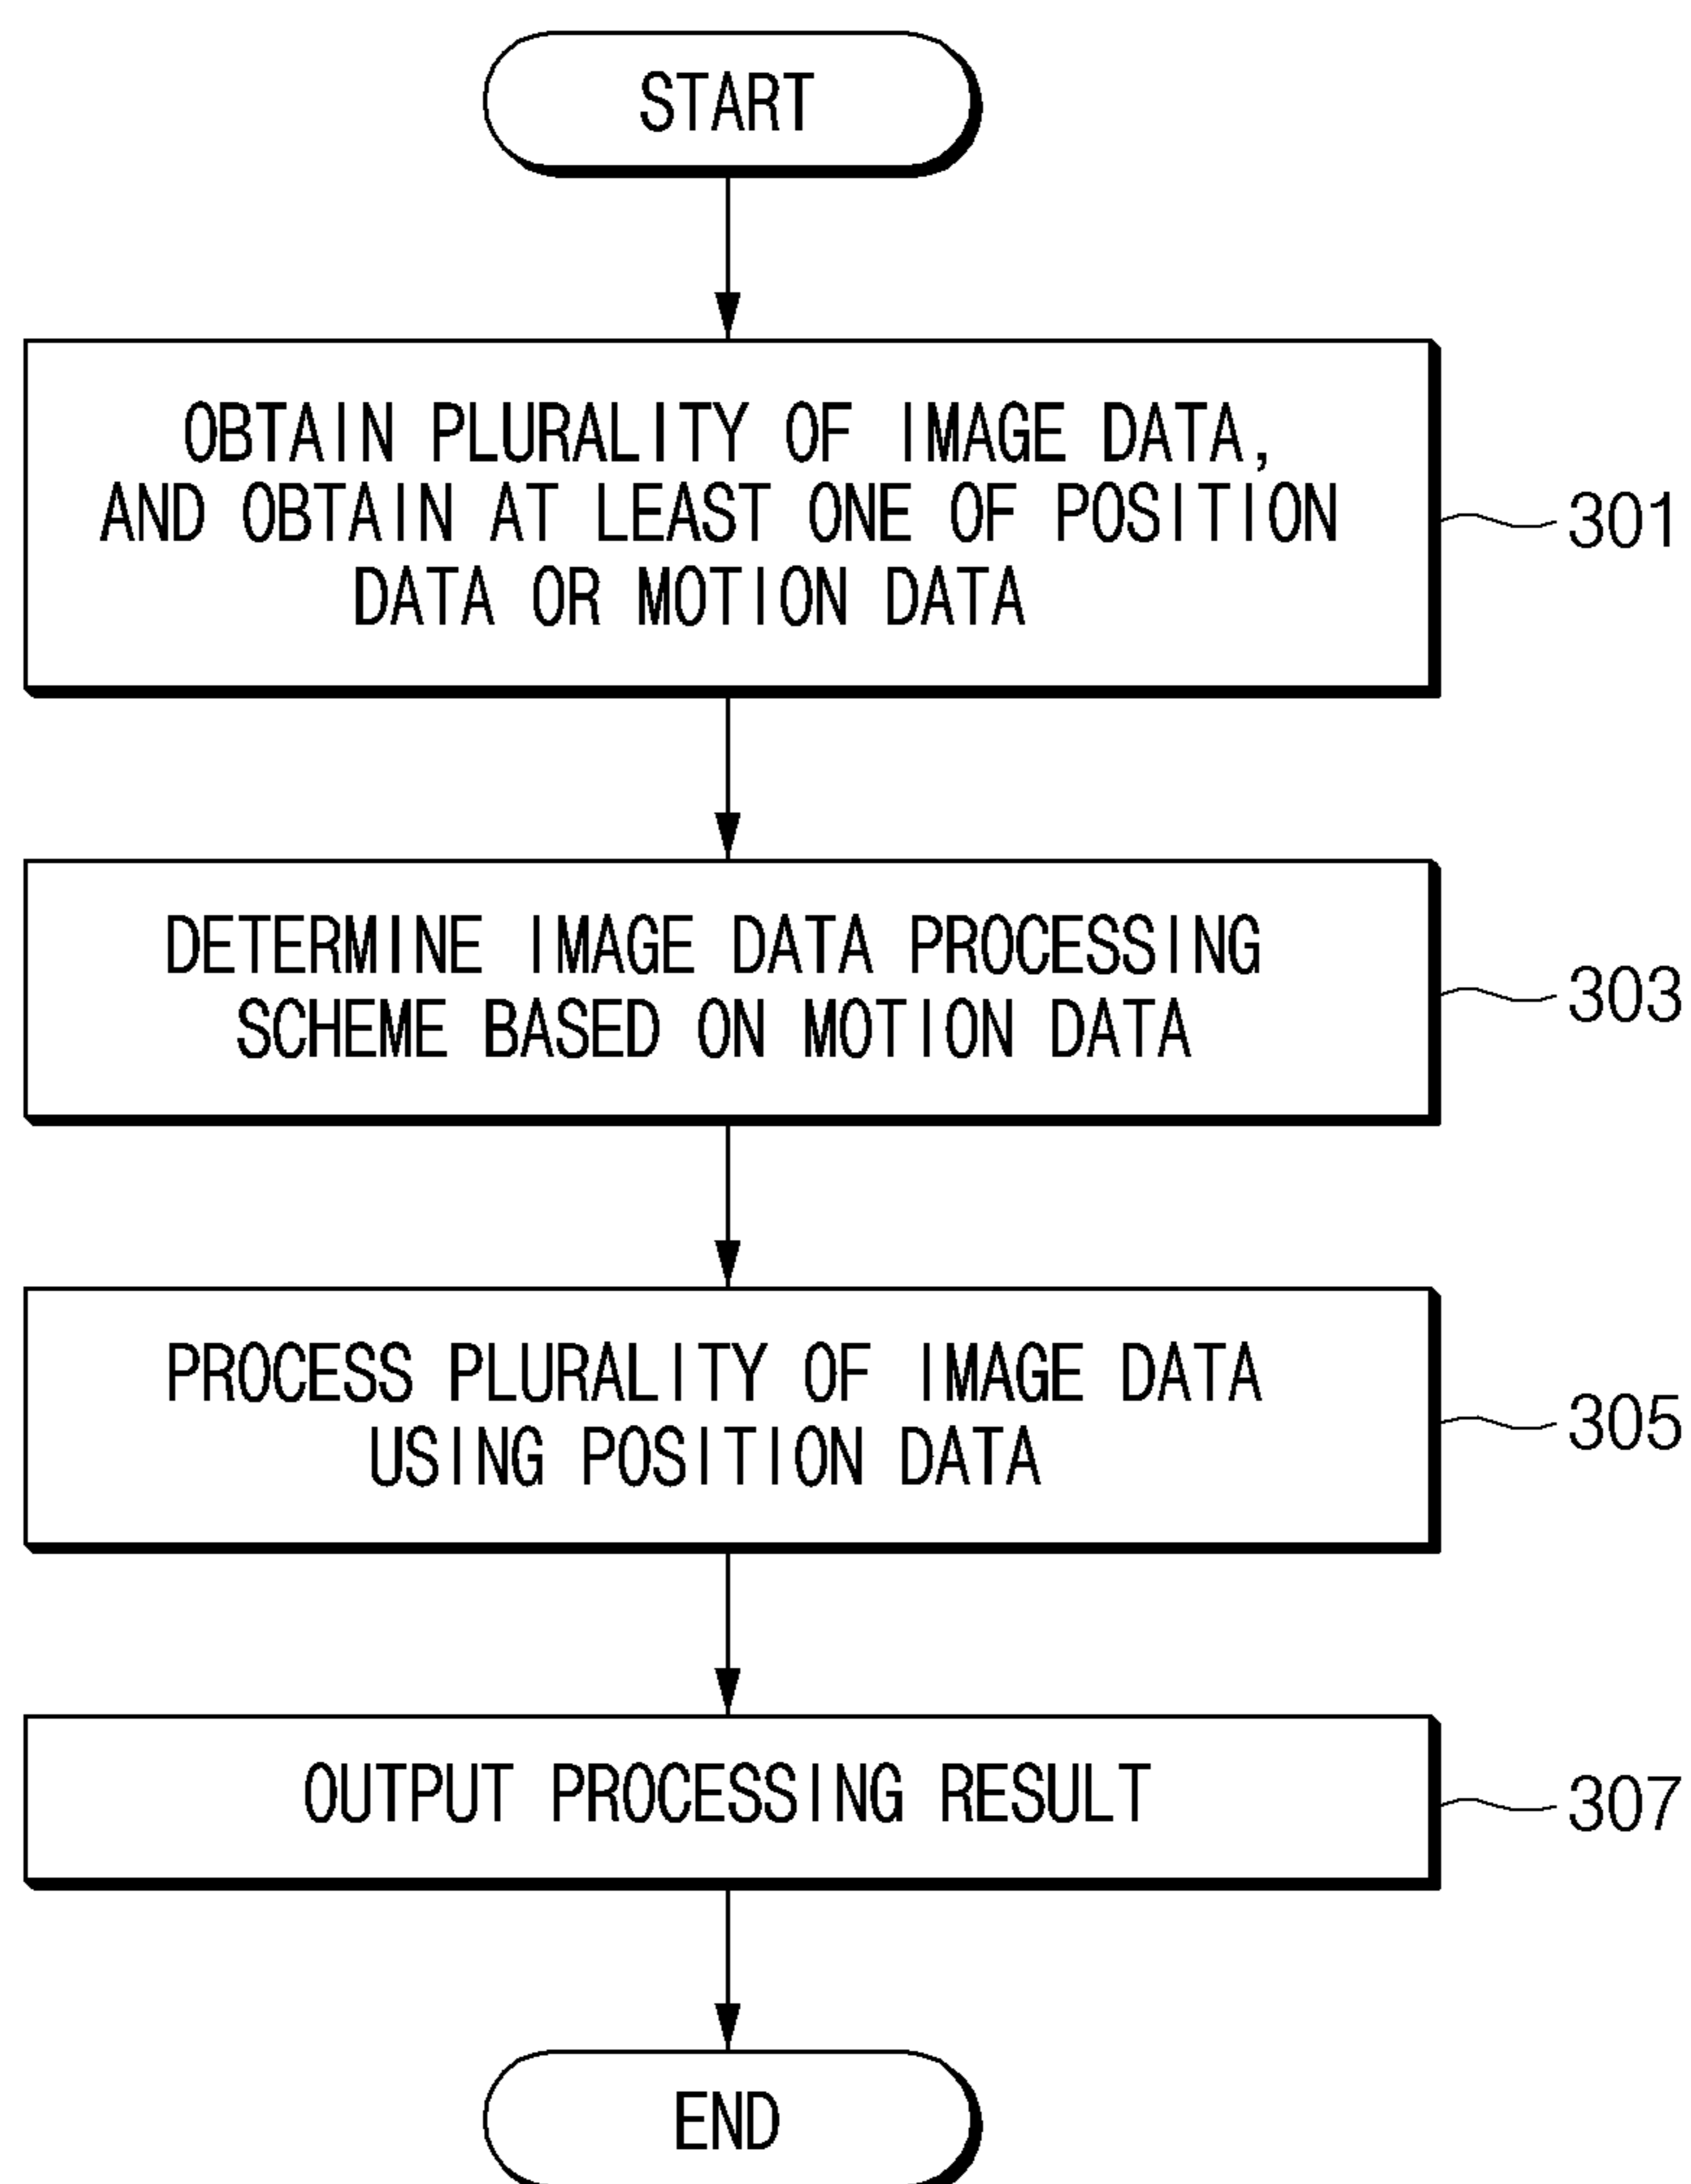 START
OBTAIN PLURALITY OF IMAGE DATA,
AND OBTAIN AT LEAST ONE OF POSITION
DATA OR MOTION DATA
301
DETERMINE IMAGE DATA PROCESSING
SCHEME BASED ON MOTION DATA
303
PROCESS PLURALITY OF IMAGE DATA
USING POSITION DATA
305
OUTPUT PROCESSING RESULT
307
END